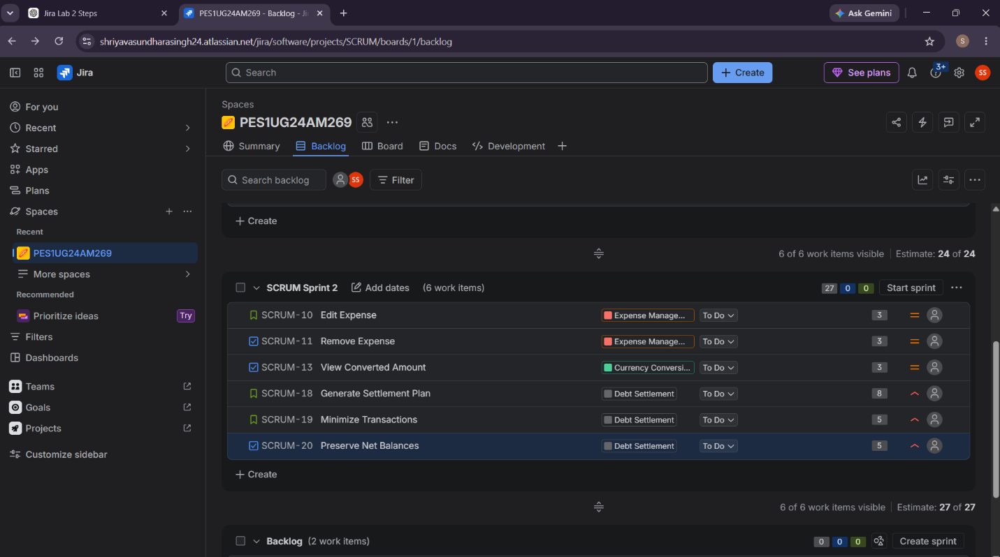 Jira Lab 2 Steps
PES1UG24AM269 - Backlog - Ji
Ask Gemini
shriyavasundharasingh24.atlassian.net/jira/software/projects/SCRUM/boards/1/backlog
S
Jira
Search
Create
See plans
3+
SS
For you
Recent
Starred
Apps
Plans
Spaces
Recent
PES1UG24AM269
More spaces
Recommended
Prioritize ideas
Try
Filters
Dashboards
Teams
Goals
Projects
Customize sidebar
Spaces
PES1UG24AM269
Summary Backlog Board Docs Development
Search backlog SS Filter
Create
6 of 6 work items visible Estimate: 24 of 24
SCRUM Sprint 2 Add dates (6 work items) 27 0 0 Start sprint
SCRUM-10 Edit Expense Expense Manage... To Do 3
SCRUM-11 Remove Expense Expense Manage... To Do 3
SCRUM-13 View Converted Amount Currency Conversi... To Do 3
SCRUM-18 Generate Settlement Plan Debt Settlement To Do 8
SCRUM-19 Minimize Transactions Debt Settlement To Do 5
SCRUM-20 Preserve Net Balances Debt Settlement To Do 5
Create
6 of 6 work items visible Estimate: 27 of 27
Backlog (2 work items) 0 0 0 Create sprint